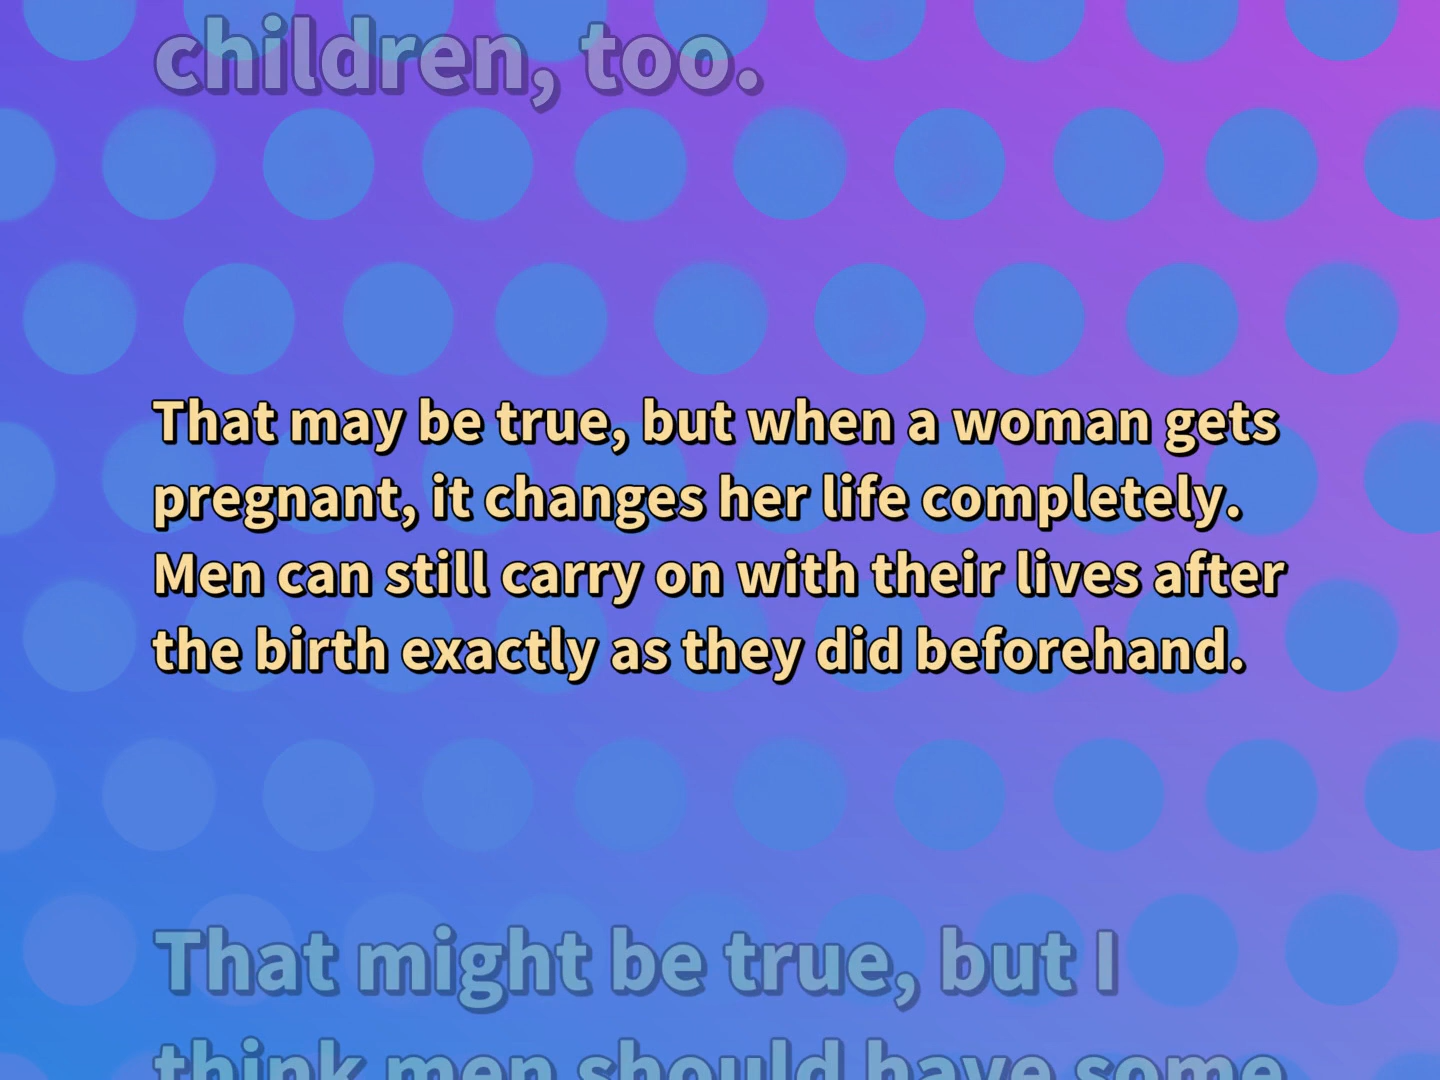 children, too.
That may be true, but when a woman gets
pregnant, it changes her life completely.
Men can still carry on with their lives after
the birth exactly as they did beforehand.
That might be true, but I
think men should have some